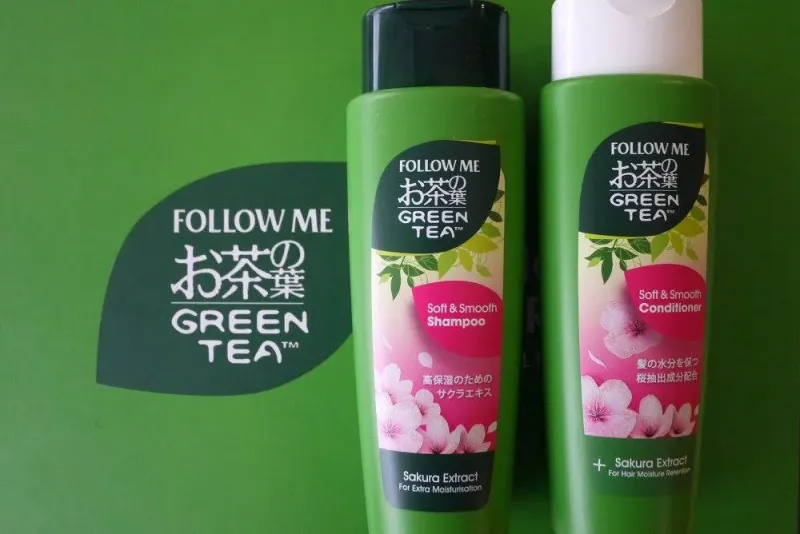 FOLLOW ME
お茶の葉
GREEN
TEA™
FOLLOW ME
お茶の葉
GREEN
TEA™
Soft & Smooth
Shampoo
高保湿のための
サクラエキス
Sakura Extract
For Extra Moisturisation
FOLLOW ME
お茶の葉
GREEN
TEA™
Soft & Smooth
Conditioner
髪の水分を保つ
桜抽出成分配合
+ Sakura Extract
For Hair Moisture Retention